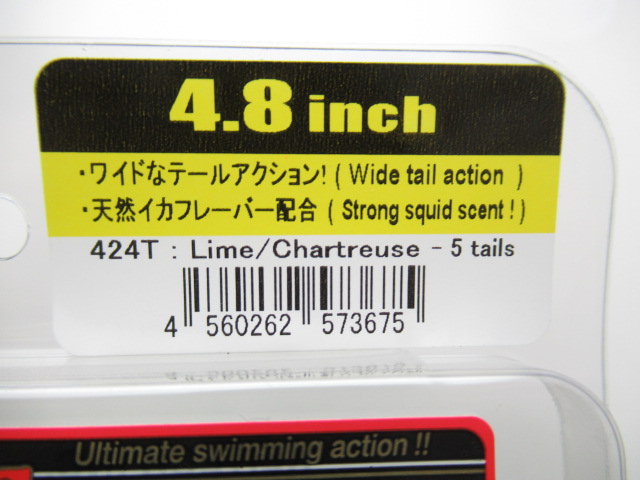 4.8 inch
・ワイドなテールアクション! ( Wide tail action )
・天然イカフレーバー配合 ( Strong squid scent ! )
424T : Lime/Chartreuse - 5 tails
4 560262 573675
Ultimate swimming action !!